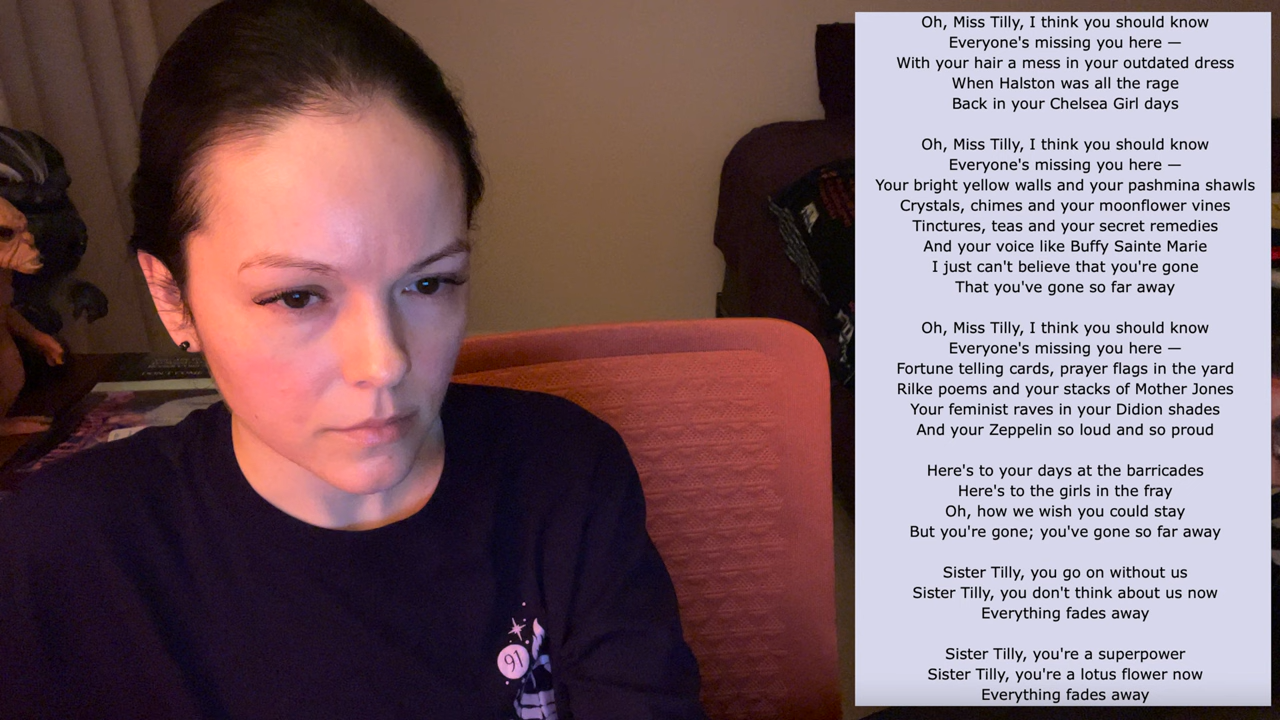 Oh, Miss Tilly, I think you should know
Everyone's missing you here —
With your hair a mess in your outdated dress
When Halston was all the rage
Back in your Chelsea Girl days
Oh, Miss Tilly, I think you should know
Everyone's missing you here —
Your bright yellow walls and your pashmina shawls
Crystals, chimes and your moonflower vines
Tinctures, teas and your secret remedies
And your voice like Buffy Sainte Marie
I just can't believe that you're gone
That you've gone so far away
Oh, Miss Tilly, I think you should know
Everyone's missing you here —
Fortune telling cards, prayer flags in the yard
Rilke poems and your stacks of Mother Jones
Your feminist raves in your Didion shades
And your Zeppelin so loud and so proud
Here's to your days at the barricades
Here's to the girls in the fray
Oh, how we wish you could stay
But you're gone; you've gone so far away
Sister Tilly, you go on without us
Sister Tilly, you don't think about us now
Everything fades away
Sister Tilly, you're a superpower
Sister Tilly, you're a lotus flower now
Everything fades away
91